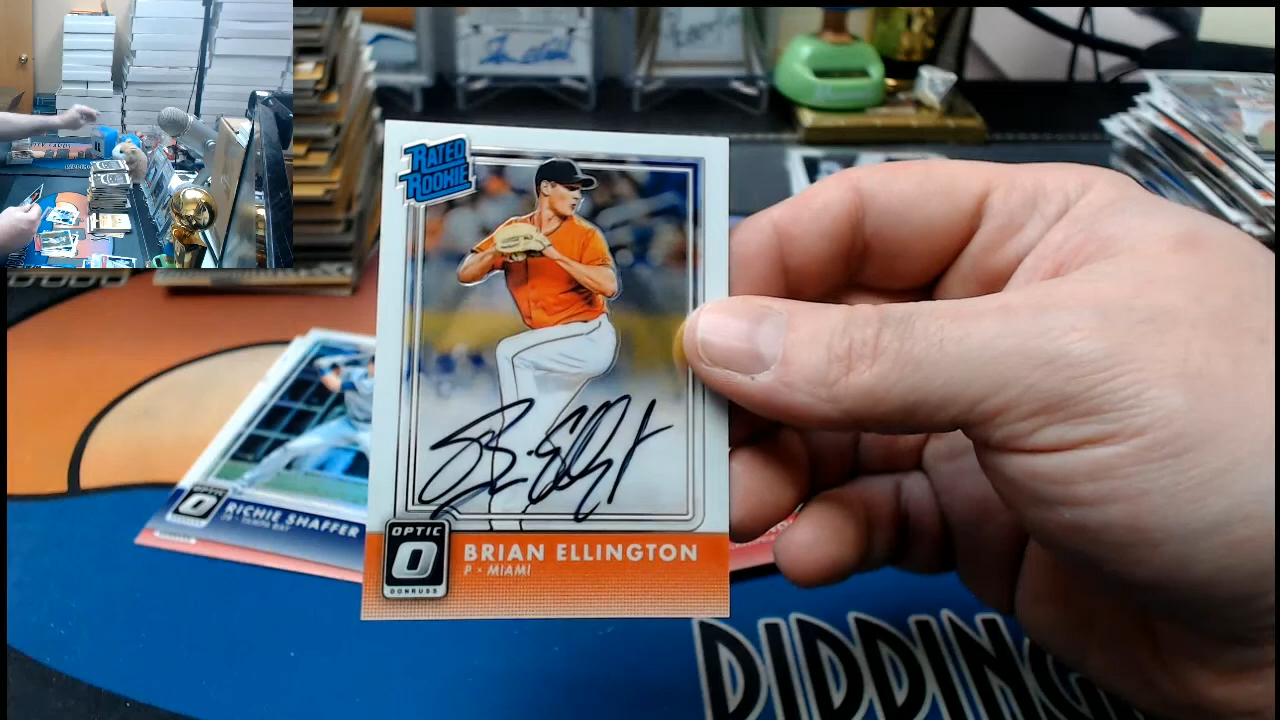 RATED
ROOKIE
OPTIC
DONRUSS
BRIAN ELLINGTON
P • MIAMI
RICHIE SHAFFER
DIDDING